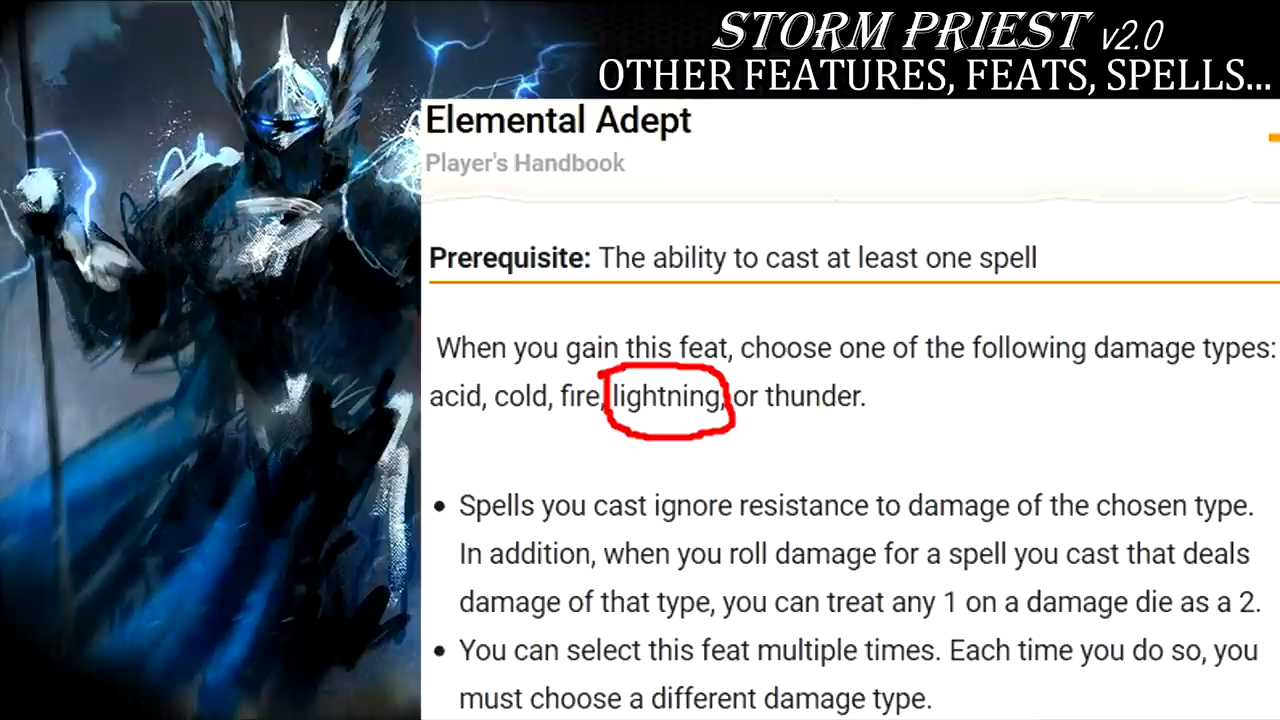 STORM PRIEST v2.0
OTHER FEATURES, FEATS, SPELLS...
Elemental Adept
Player's Handbook
Prerequisite: The ability to cast at least one spell
When you gain this feat, choose one of the following damage types:
acid, cold, fire, lightning, or thunder.
• Spells you cast ignore resistance to damage of the chosen type.
In addition, when you roll damage for a spell you cast that deals
damage of that type, you can treat any 1 on a damage die as a 2.
• You can select this feat multiple times. Each time you do so, you
must choose a different damage type.